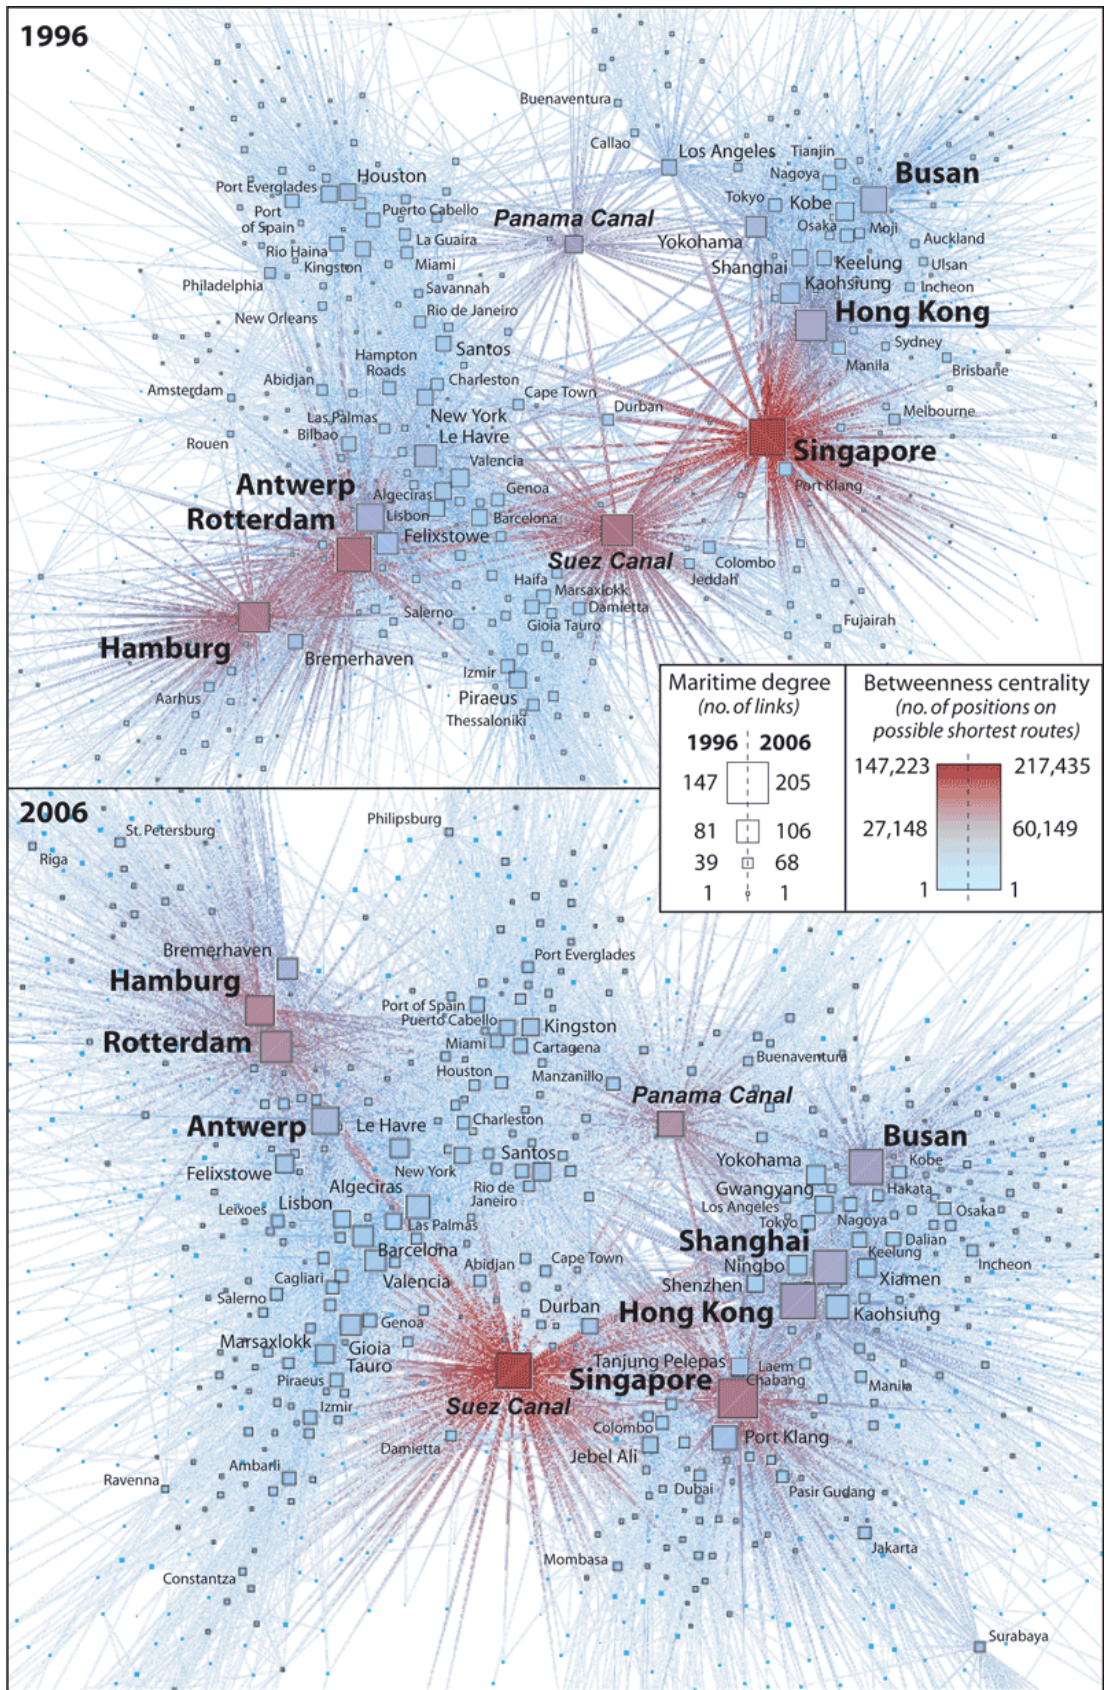 1996
Buenaventura
Callao
Los Angeles
Tianjin
Nagoya
Busan
Houston
Port Everglades
Port
of Spain
Puerto Cabello
Panama Canal
Tokyo
Kobe
Osaka
Moji
Yokohama
Auckland
La Guaira
Rio Haina
Kingston
Miami
Shanghai
Keelung
Ulsan
Philadelphia
Savannah
Kaohsiung
Incheon
New Orleans
Rio de Janeiro
Hong Kong
Santos
Sydney
Manila
Brisbane
Hampton
Roads
Abidjan
Charleston
Amsterdam
Cape Town
Durban
Las Palmas
New York
Melbourne
Bilbao
Le Havre
Rouen
Singapore
Valencia
Antwerp
Algeciras
Genoa
Port Klang
Rotterdam
Lisbon
Barcelona
Felixstowe
Suez Canal
Colombo
Jeddah
Haifa
Marsaxlokk
Damietta
Salerno
Gioia Tauro
Fujairah
Hamburg
Bremerhaven
Izmir
Aarhus
Piraeus
Thessaloniki
Maritime degree
(no. of links)
1996 2006
147 205
81 106
39 68
1 1
Betweenness centrality
(no. of positions on
possible shortest routes)
147,223 217,435
27,148 60,149
1 1
2006
Philipsburg
St. Petersburg
Riga
Bremerhaven
Port Everglades
Hamburg
Port of Spain
Puerto Cabello
Kingston
Rotterdam
Miami
Cartagena
Buenaventura
Houston
Manzanillo
Panama Canal
Antwerp
Le Havre
Charleston
Busan
Felixstowe
New York
Santos
Yokohama
Kobe
Algeciras
Rio de
Janeiro
Gwangyang
Hakata
Leixoes
Lisbon
Las Palmas
Los Angeles
Tokyo
Nagoya
Osaka
Shanghai
Dalian
Barcelona
Keelung
Abidjan
Cape Town
Ningbo
Incheon
Cagliari
Valencia
Shenzhen
Xiamen
Salerno
Durban
Hong Kong
Kaohsiung
Genoa
Marsaxlokk
Gioia
Tauro
Tanjung Pelepas
Laem
Chabang
Piraeus
Singapore
Manila
Izmir
Suez Canal
Colombo
Damietta
Port Klang
Jebel Ali
Ambarli
Ravenna
Dubai
Pasir Gudang
Jakarta
Mombasa
Constantza
Surabaya